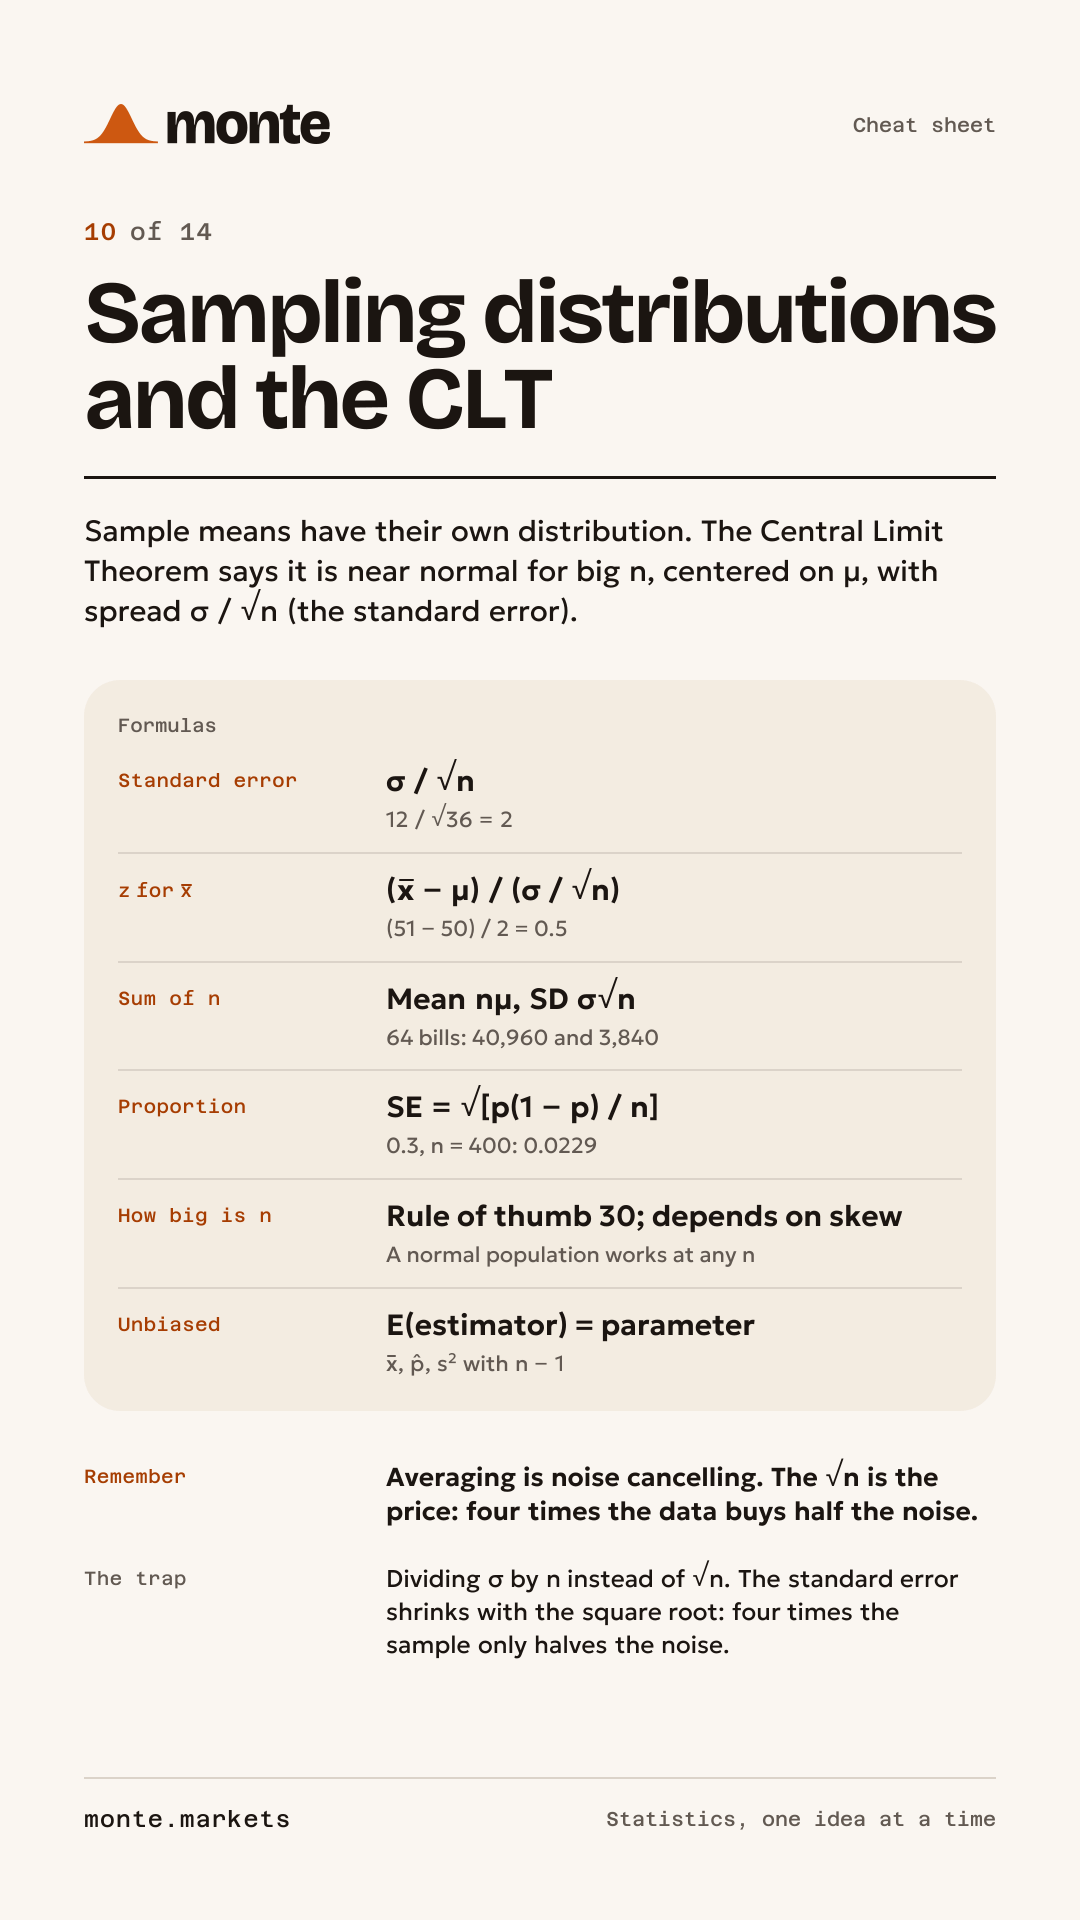 monte
Cheat sheet
10 of 14
Sampling distributions
and the CLT
Sample means have their own distribution. The Central Limit
Theorem says it is near normal for big n, centered on μ, with
spread σ / √n (the standard error).
Formulas
Standard error
σ / √n
12 / √36 = 2
z for x̄
(x̄ − μ) / (σ / √n)
(51 − 50) / 2 = 0.5
Sum of n
Mean nμ, SD σ√n
64 bills: 40,960 and 3,840
Proportion
SE = √[p(1 − p) / n]
0.3, n = 400: 0.0229
How big is n
Rule of thumb 30; depends on skew
A normal population works at any n
Unbiased
E(estimator) = parameter
x̄, p̂, s² with n − 1
Remember
Averaging is noise cancelling. The √n is the
price: four times the data buys half the noise.
The trap
Dividing σ by n instead of √n. The standard error
shrinks with the square root: four times the
sample only halves the noise.
monte.markets
Statistics, one idea at a time